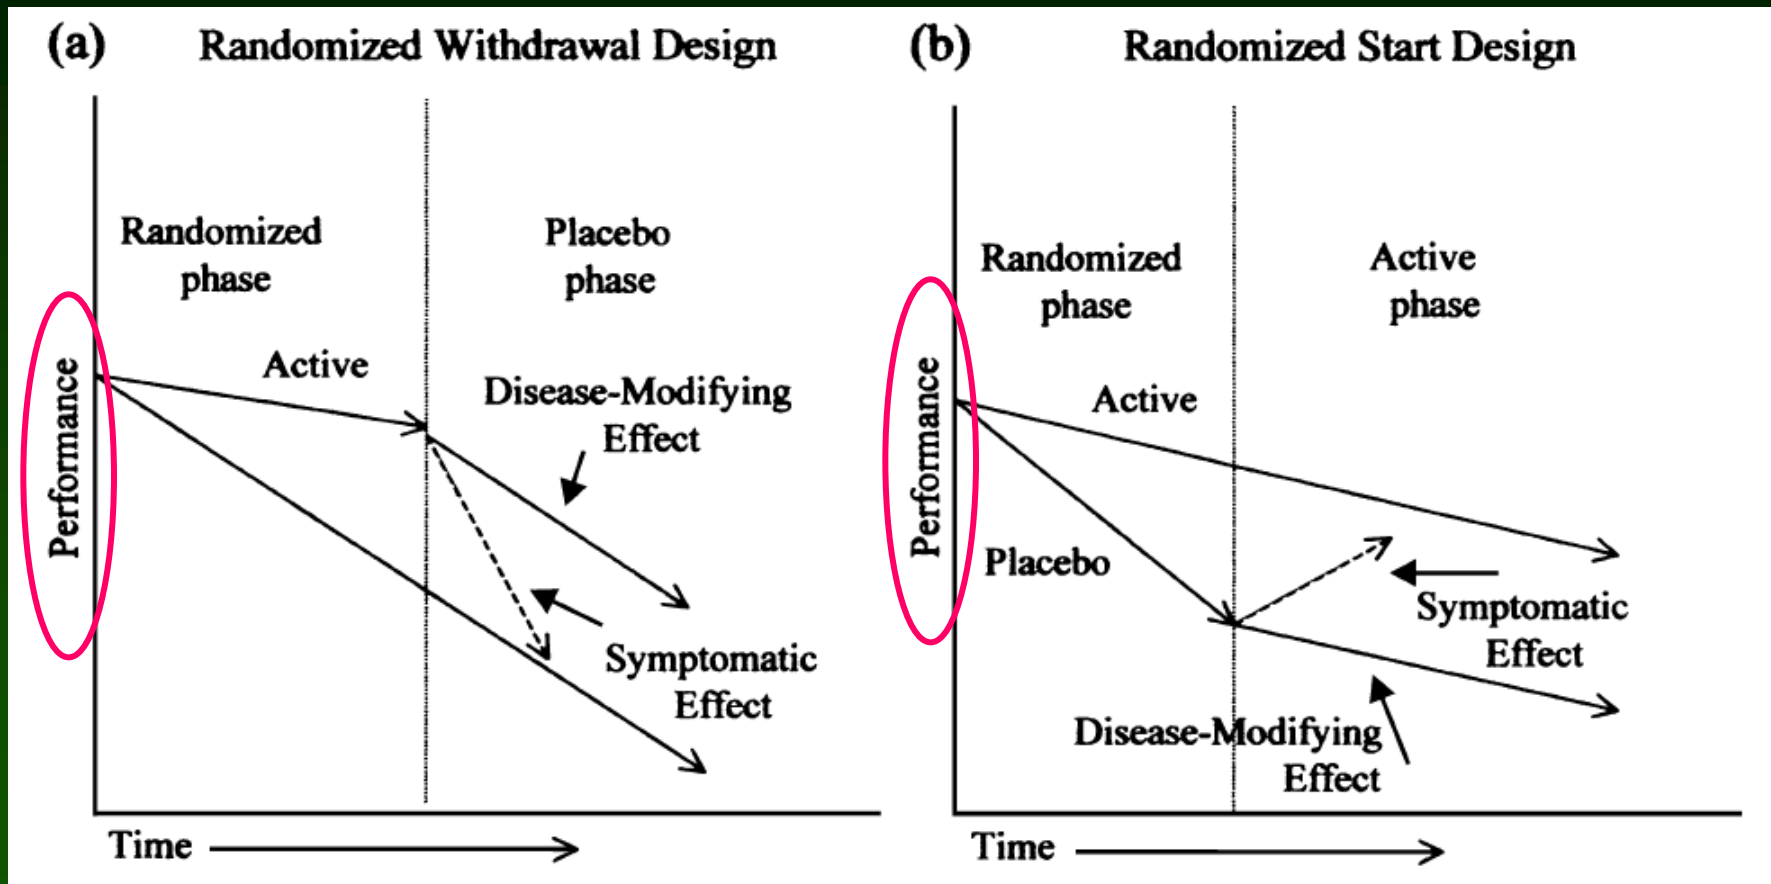 (a) Randomized Withdrawal Design
Randomized
phase
Placebo
phase
Active
Disease-Modifying
Effect
Performance
Symptomatic
Effect
Time
(b) Randomized Start Design
Randomized
phase
Active
phase
Active
Performance
Placebo
Symptomatic
Effect
Disease-Modifying
Effect
Time